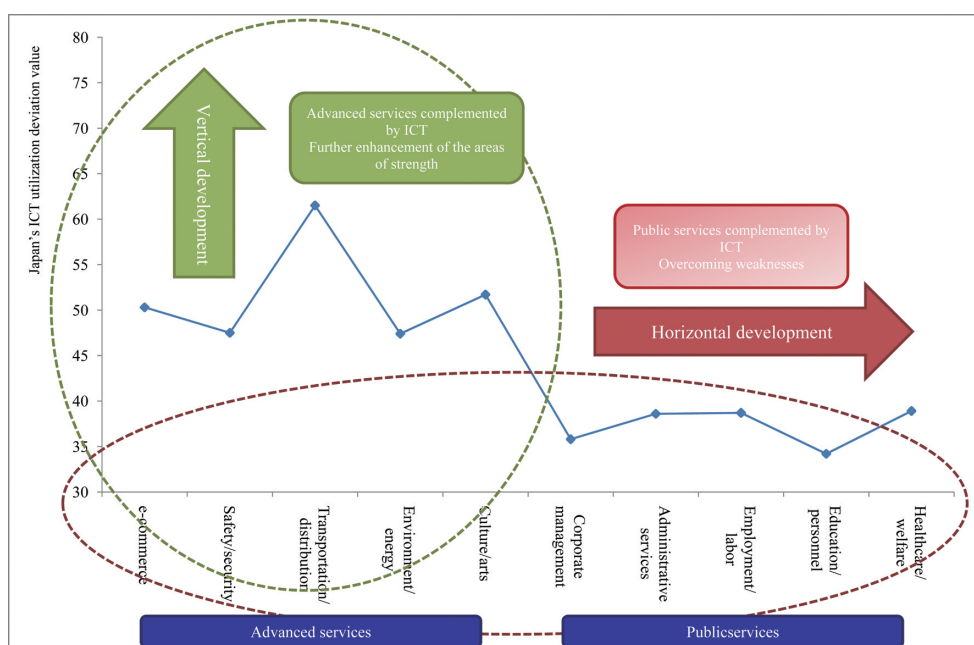 80
75
70
65
60
55
50
45
40
35
30
Japan's ICT utilization deviation value
Vertical development
Advanced services complemented
by ICT
Further enhancement of the areas
of strength
Public services complemented by
ICT
Overcoming weaknesses
Horizontal development
e-commerce
Safety/security
Transportation/
distribution
Environment/
energy
Culture/arts
Corporate
management
Administrative
services
Employment/
labor
Education/
personnel
Healthcare/
welfare
Advanced services
Publicservices